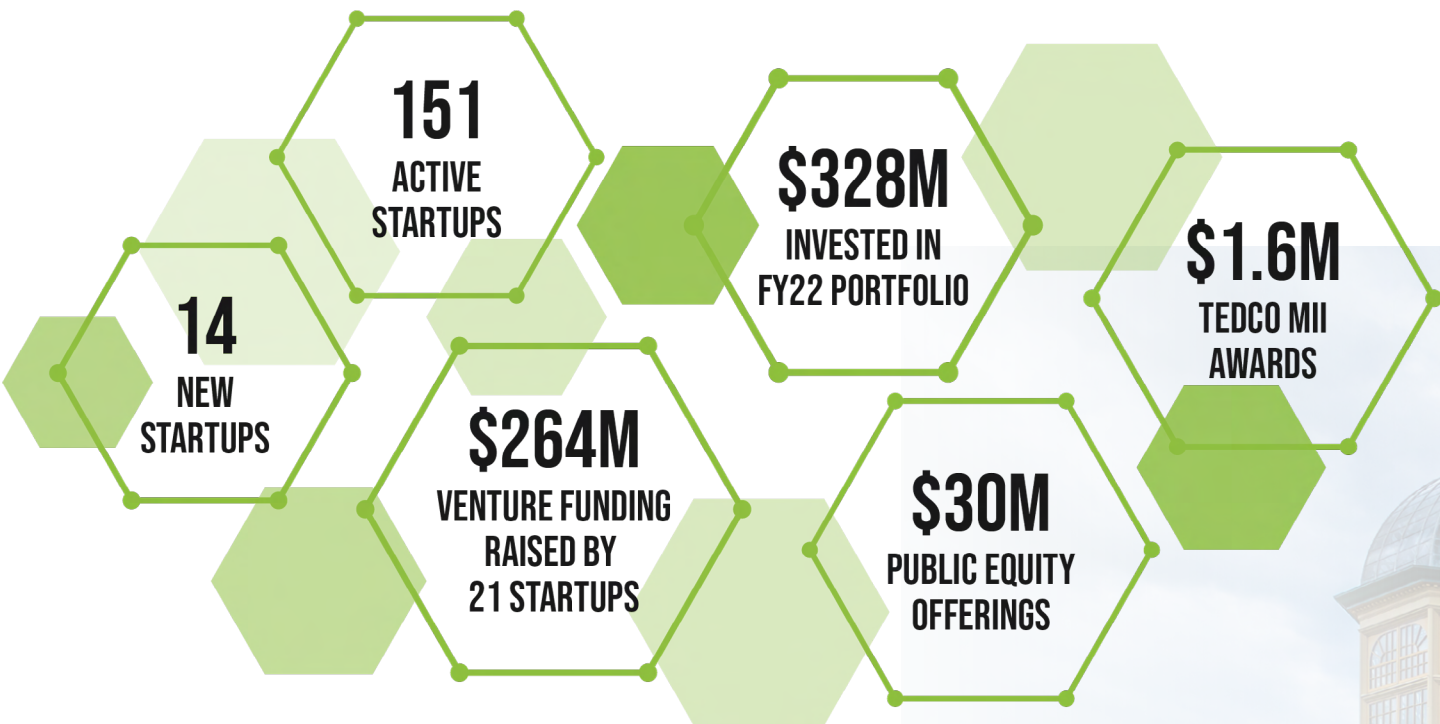 151
ACTIVE
STARTUPS
$328M
INVESTED IN
FY22 PORTFOLIO
$1.6M
TEDCO MII
AWARDS
14
NEW
STARTUPS
$264M
VENTURE FUNDING
RAISED BY
21 STARTUPS
$30M
PUBLIC EQUITY
OFFERINGS